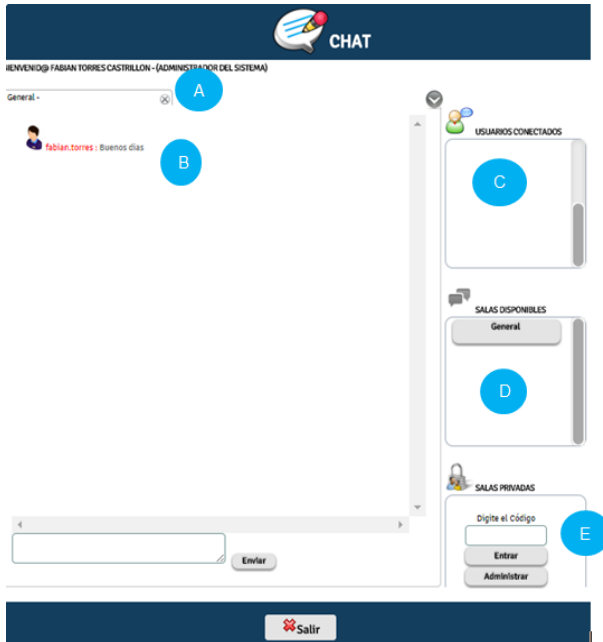 CHAT
BIENVENID@ FABIAN TORRES CASTRILLON - (ADMINISTRADOR DEL SISTEMA)
General -
A
fabian.torres : Buenos dias
B
USUARIOS CONECTADOS
C
SALAS DISPONIBLES
General
D
SALAS PRIVADAS
Digite el Código
E
Entrar
Administrar
Enviar
Salir